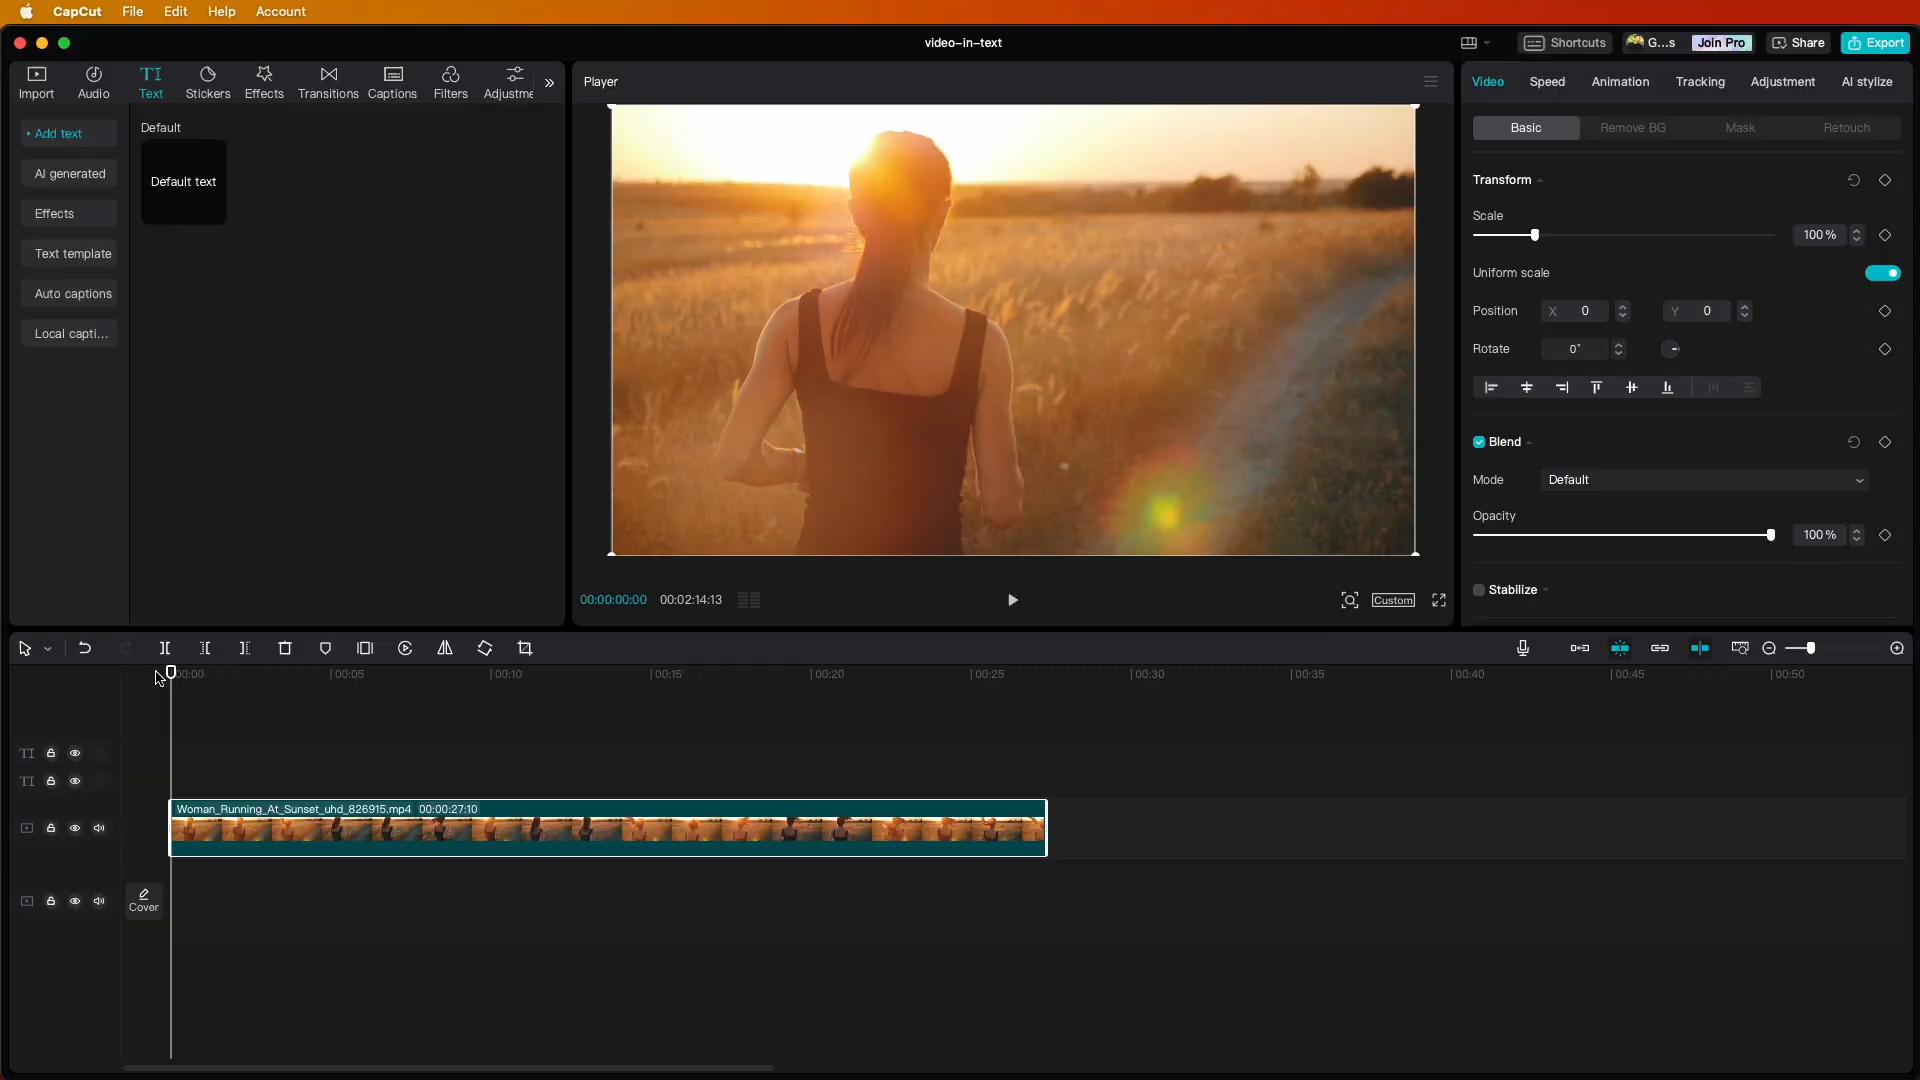 CapCut File Edit Help Account
video-in-text
Shortcuts G...s Join Pro Share Export
Import Audio TI Text Stickers Effects Transitions Captions Filters Adjustme
Add text
AI generated
Effects
Text template
Auto captions
Local capti...
Default
Default text
Player
00:00:00:00 00:02:14:13 Custom
Video Speed Animation Tracking Adjustment AI stylize
Basic Remove BG Mask Retouch
Transform
Scale
100%
Uniform scale
Position X 0 Y 0
Rotate 0°
Blend
Mode Default
Opacity
100%
Stabilize
00:00 00:05 00:10 00:15 00:20 00:25 00:30 00:35 00:40 00:45 00:50
TI
TI
Woman_Running_At_Sunset_uhd_826915.mp4 00:00:27:10
Cover